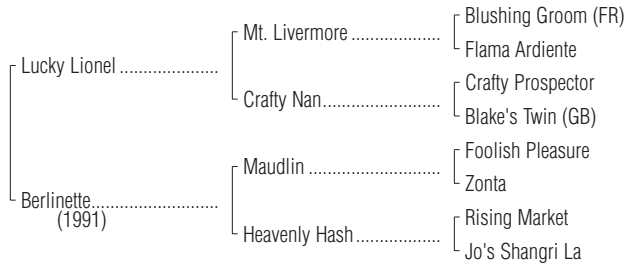 Blushing Groom (FR)
Mt. Livermore ...................
Flama Ardiente
Lucky Lionel .....................
Crafty Prospector
Crafty Nan.........................
Blake's Twin (GB)
Foolish Pleasure
Maudlin ............................
Zonta
Berlinette...........................
(1991)
Rising Market
Heavenly Hash..................
Jo's Shangri La